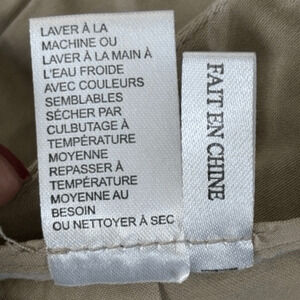 LAVER À LA
MACHINE OU
LAVER À LA MAIN À
L'EAU FROIDE
AVEC COULEURS
SEMBLABLES
SÉCHER PAR
CULBUTAGE À
TEMPÉRATURE
MOYENNE
REPASSER À
TEMPÉRATURE
MOYENNE AU
BESOIN
OU NETTOYER À SEC
FAIT EN CHINE